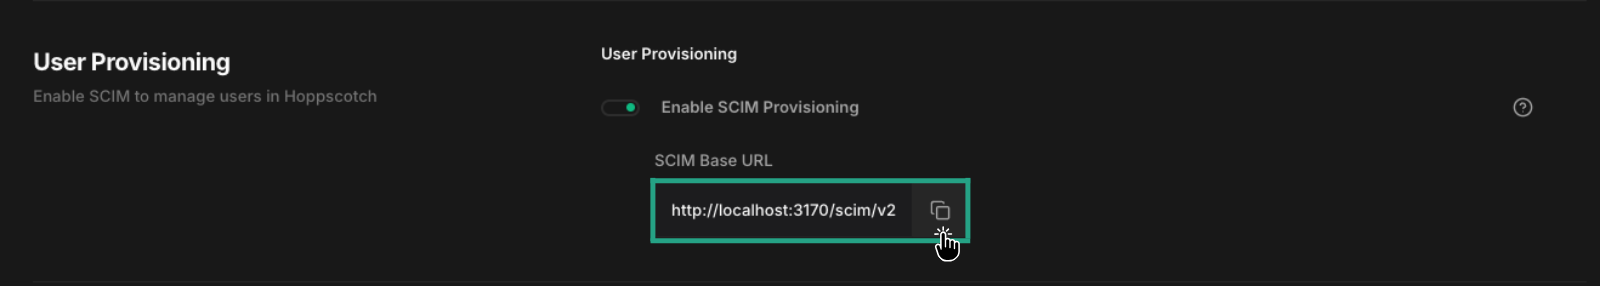 User Provisioning
Enable SCIM to manage users in Hoppscotch
User Provisioning
Enable SCIM Provisioning
SCIM Base URL
http://localhost:3170/scim/v2